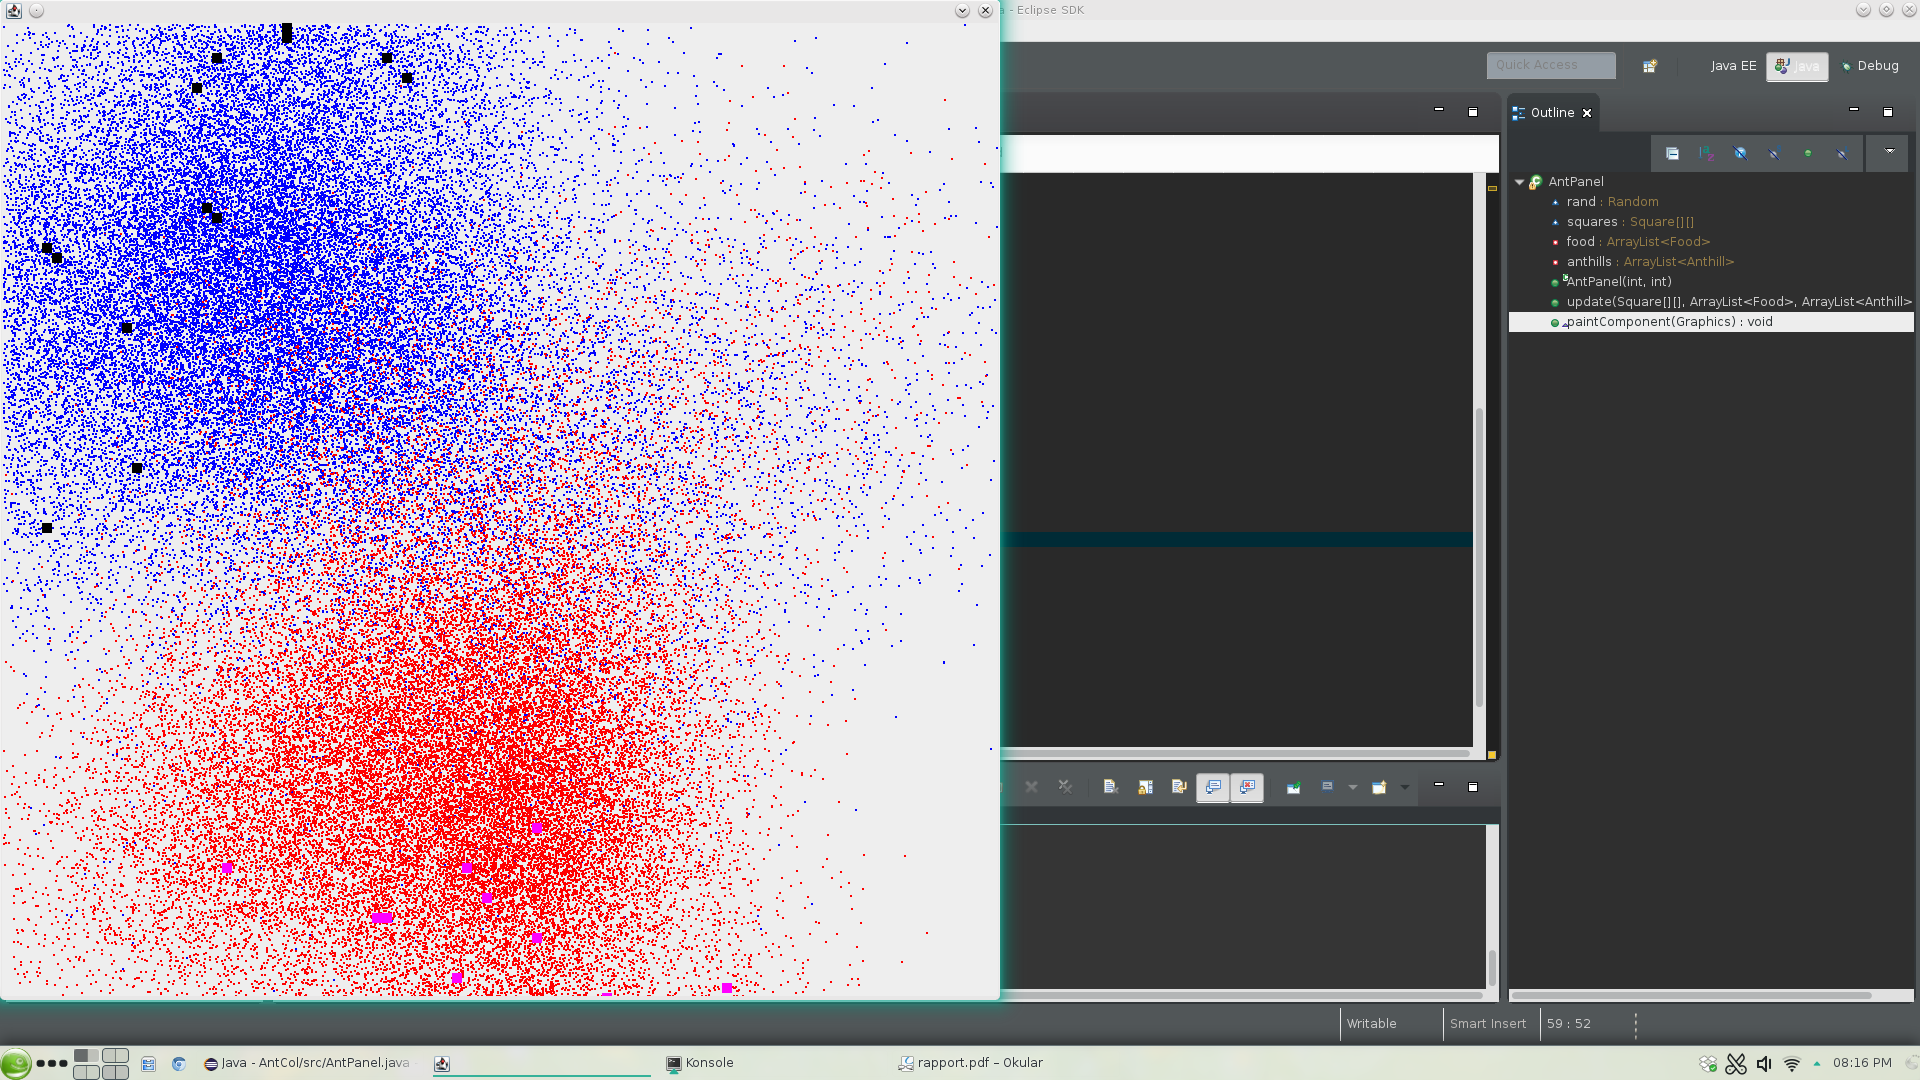 - Eclipse SDK
Quick Access
Java EE
Java
Debug
Outline
AntPanel
rand : Random
squares : Square[][]
food : ArrayList<Food>
anthills : ArrayList<Anthill>
AntPanel(int, int)
update(Square[][], ArrayList<Food>, ArrayList<Anthill>
paintComponent(Graphics) : void
Writable
Smart Insert
59 : 52
Java - AntCol/src/AntPanel.java
Konsole
rapport.pdf – Okular
08:16 PM